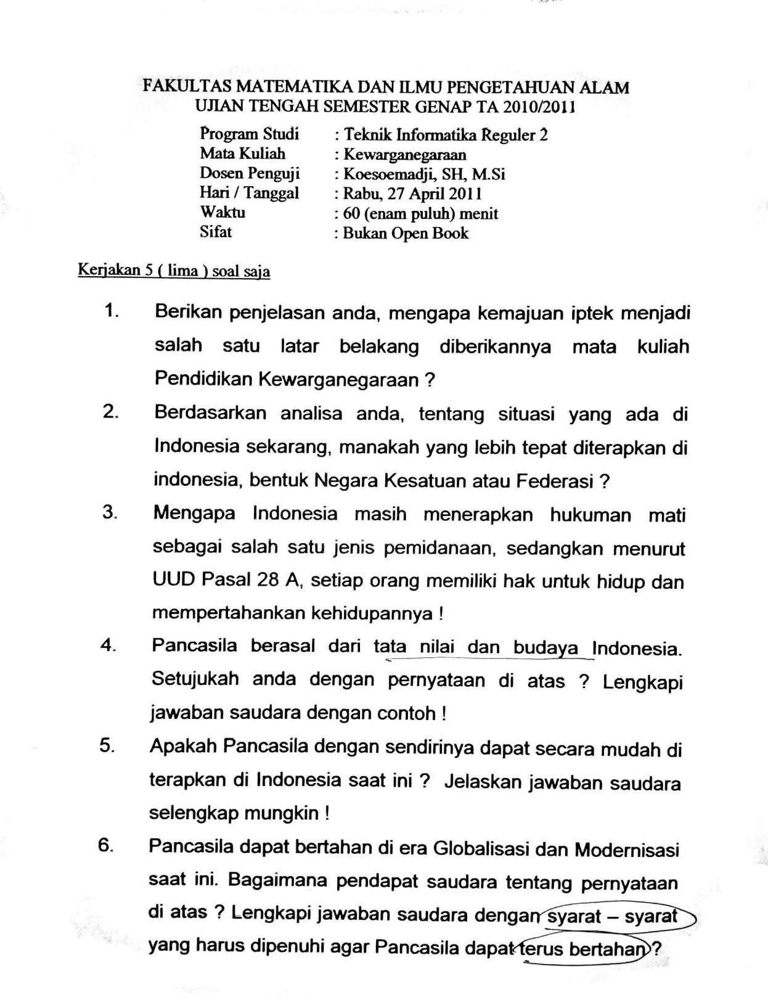 FAKULTAS MATEMATIKA DAN ILMU PENGETAHUAN ALAM
UJIAN TENGAH SEMESTER GENAP TA 2010/2011
Program Studi : Teknik Informatika Reguler 2
Mata Kuliah : Kewarganegaraan
Dosen Penguji : Koesoemadji, SH, M.Si
Hari / Tanggal : Rabu, 27 April 2011
Waktu : 60 (enam puluh) menit
Sifat : Bukan Open Book
Kerjakan 5 ( lima ) soal saja
1. Berikan penjelasan anda, mengapa kemajuan iptek menjadi
salah satu latar belakang diberikannya mata kuliah
Pendidikan Kewarganegaraan ?
2. Berdasarkan analisa anda, tentang situasi yang ada di
Indonesia sekarang, manakah yang lebih tepat diterapkan di
indonesia, bentuk Negara Kesatuan atau Federasi ?
3. Mengapa Indonesia masih menerapkan hukuman mati
sebagai salah satu jenis pemidanaan, sedangkan menurut
UUD Pasal 28 A, setiap orang memiliki hak untuk hidup dan
mempertahankan kehidupannya !
4. Pancasila berasal dari tata nilai dan budaya Indonesia.
Setujukah anda dengan pernyataan di atas ? Lengkapi
jawaban saudara dengan contoh !
5. Apakah Pancasila dengan sendirinya dapat secara mudah di
terapkan di Indonesia saat ini ? Jelaskan jawaban saudara
selengkap mungkin !
6. Pancasila dapat bertahan di era Globalisasi dan Modernisasi
saat ini. Bagaimana pendapat saudara tentang pernyataan
di atas ? Lengkapi jawaban saudara dengan syarat – syarat
yang harus dipenuhi agar Pancasila dapat terus bertahan ?